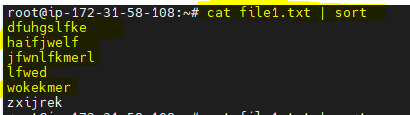 root@ip-172-31-58-108:~# cat file1.txt | sort
dfuhgslfke
haifjwelf
jfwnlfkmerl
lfwed
wokekmer
zxijrek